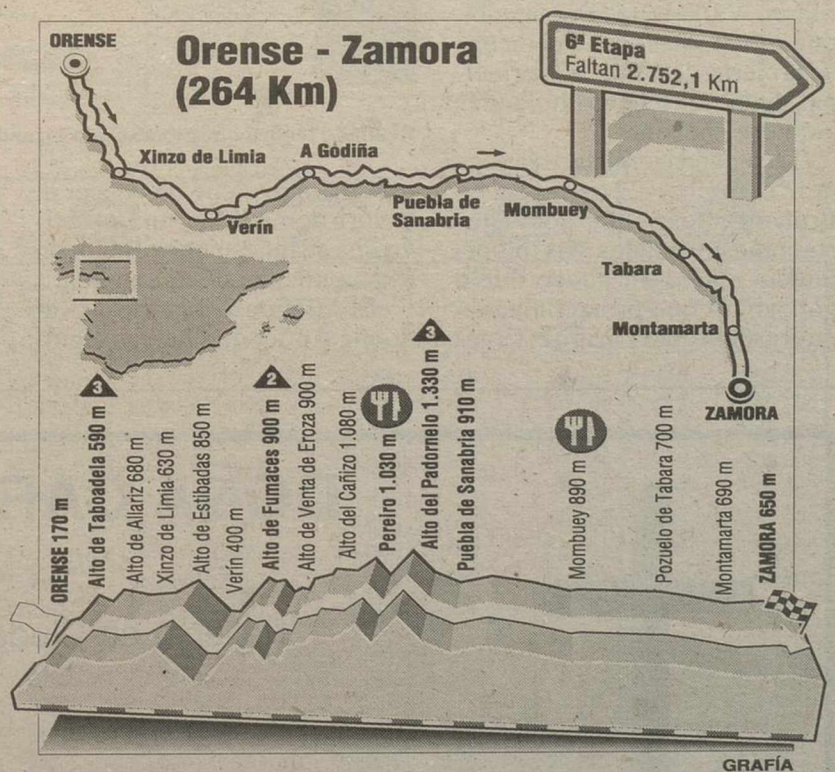 ORENSE
Orense - Zamora
(264 Km)
6ª Etapa
Faltan 2.752,1 Km
Xinzo de Limia
A Gódiña
Verín
Puebla de
Sanabria
Mombuey
Tabara
Montamarta
ZAMORA
3
2
3
ORENSE 170 m
Alto de Taboadela 590 m
Alto de Allariz 680 m
Xinzo de Limia 630 m
Alto de Estibadas 850 m
Verín 400 m
Alto de Fumaces 900 m
Alto de Venta de Eroza 900 m
Alto del Cañizo 1.080 m
Pereiro 1.030 m
Alto del Padornelo 1.330 m
Puebla de Sanabria 910 m
Mombuey 890 m
Pozuelo de Tabara 700 m
Montamarta 690 m
ZAMORA 650 m
GRAFÍA